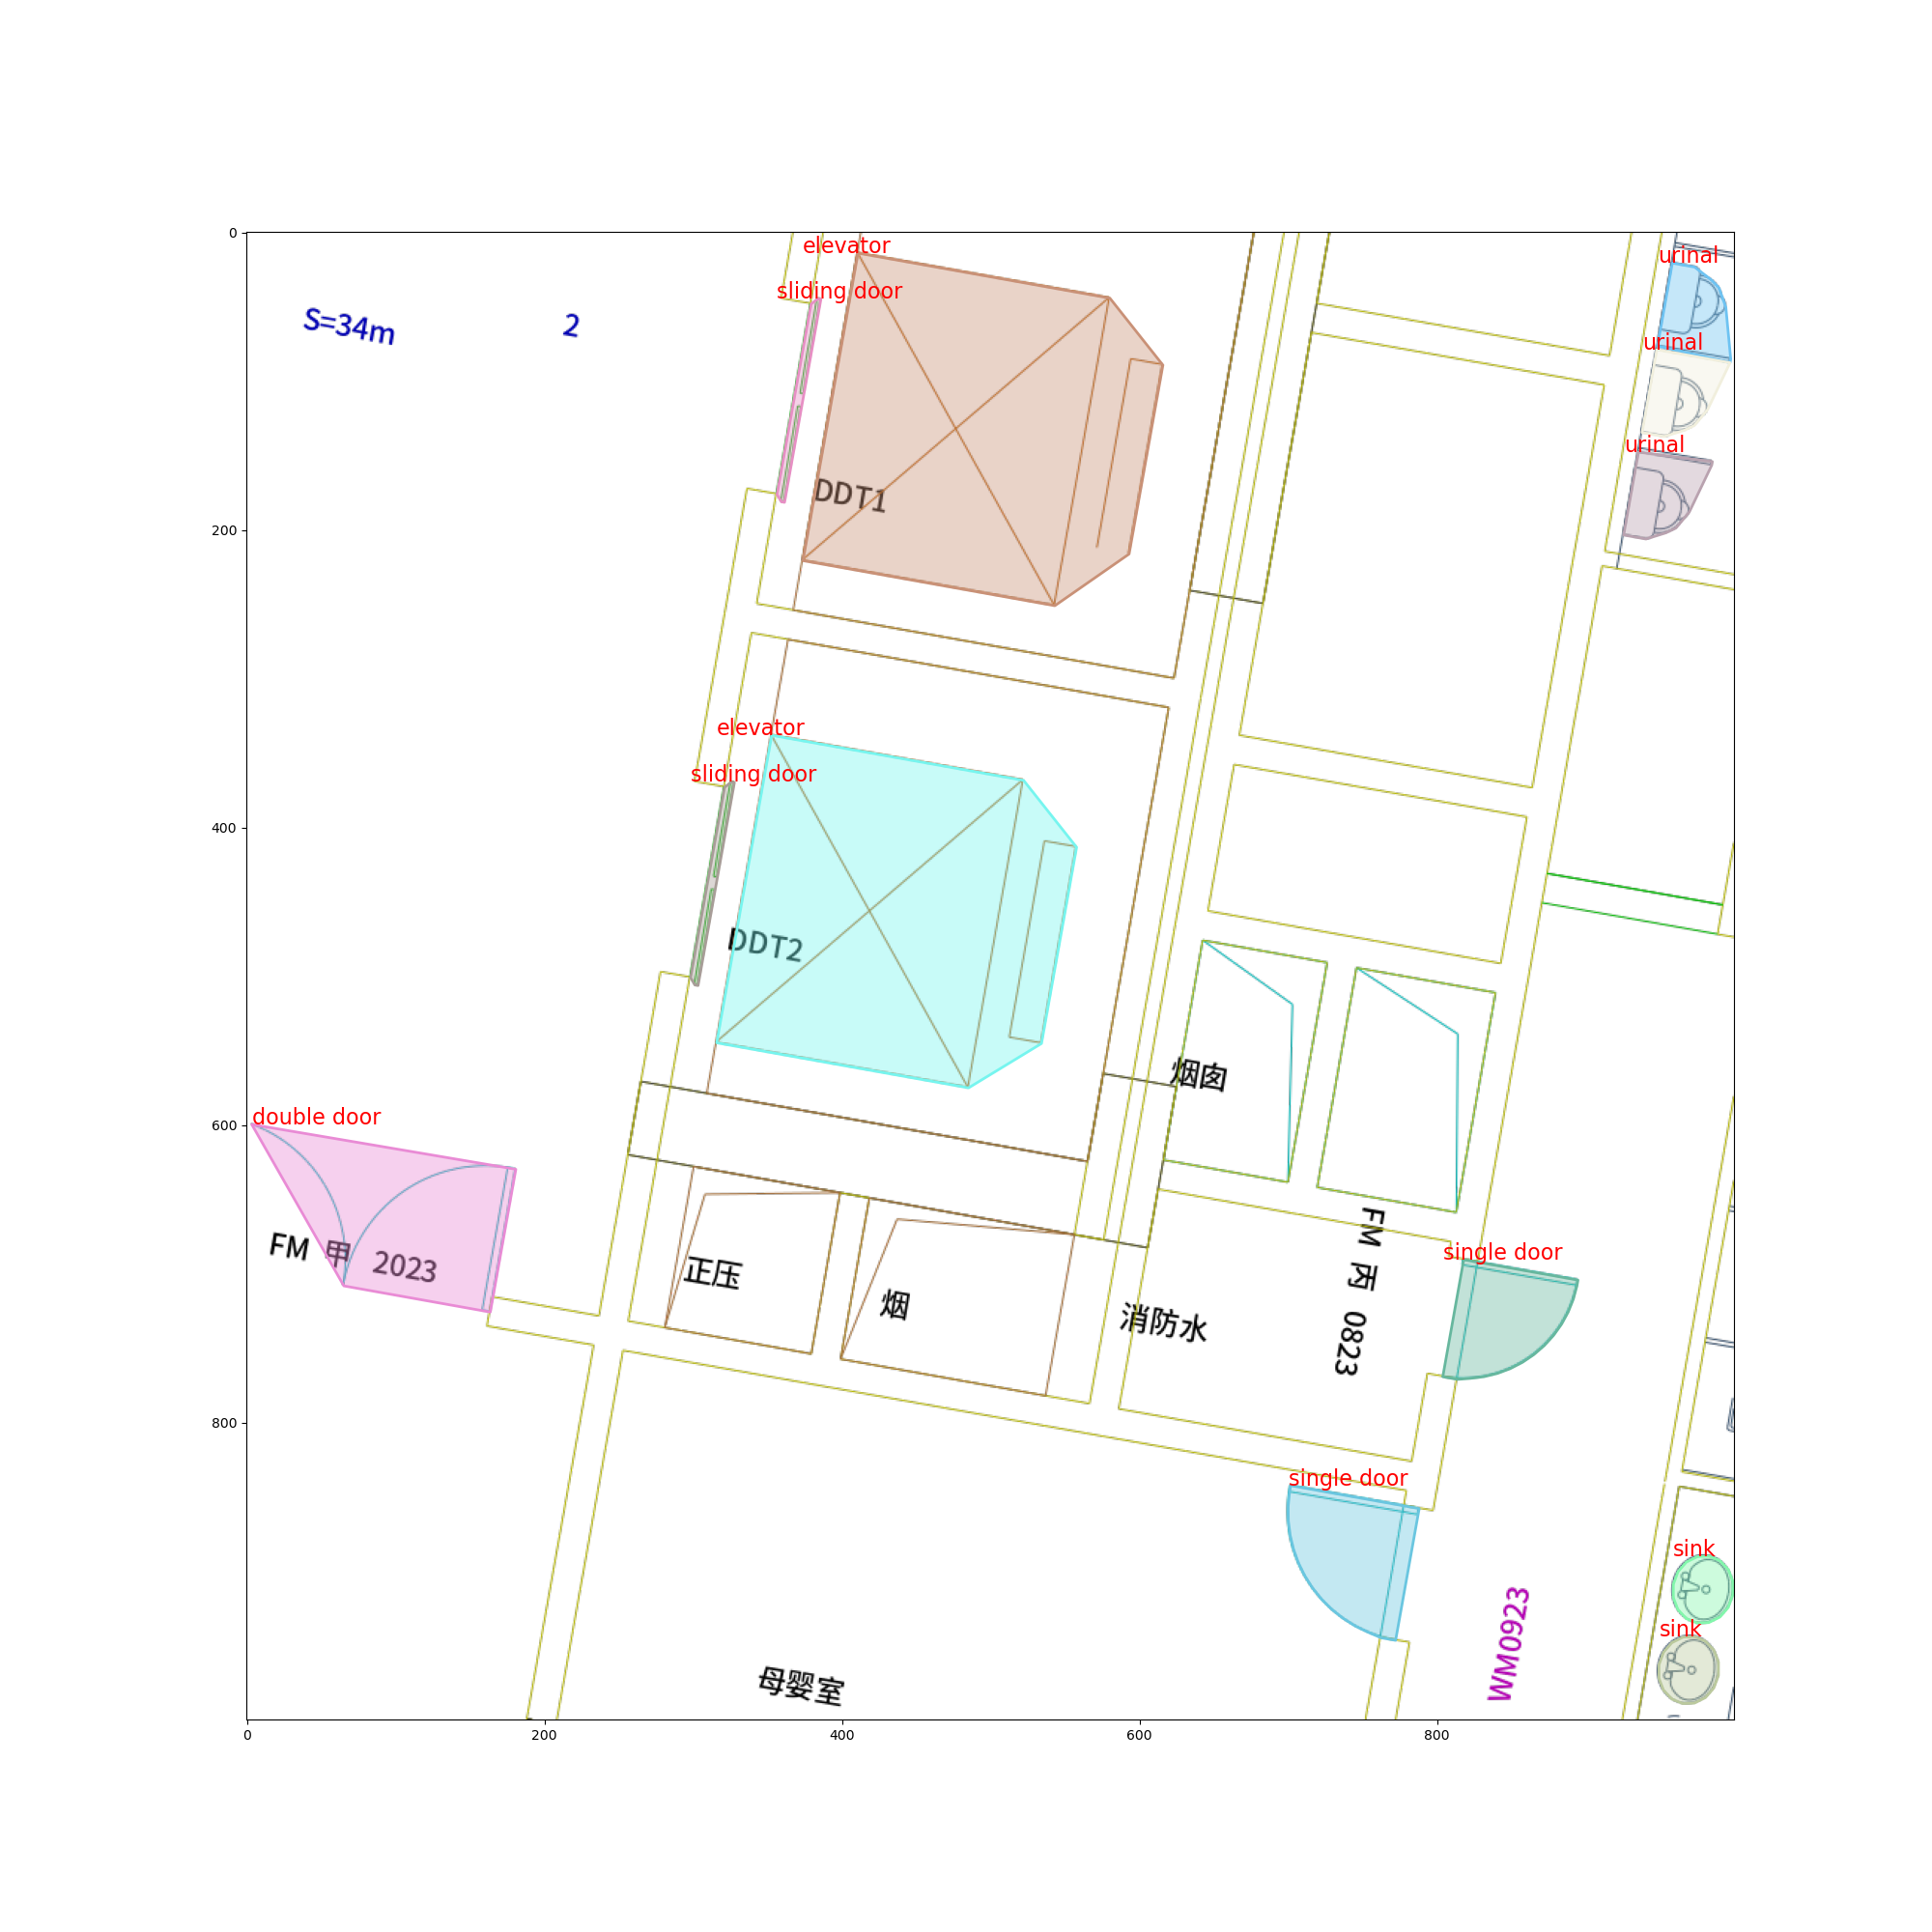 0
elevator
urinal
sliding door
S=34m 2
urinal
urinal
DDT1
200
elevator
sliding door
400
DDT2
烟囱
600
double door
FM 甲 2023
正压
烟
消防水
FM 丙 0823
single door
800
single door
sink
WM0923
sink
母婴室
0 200 400 600 800